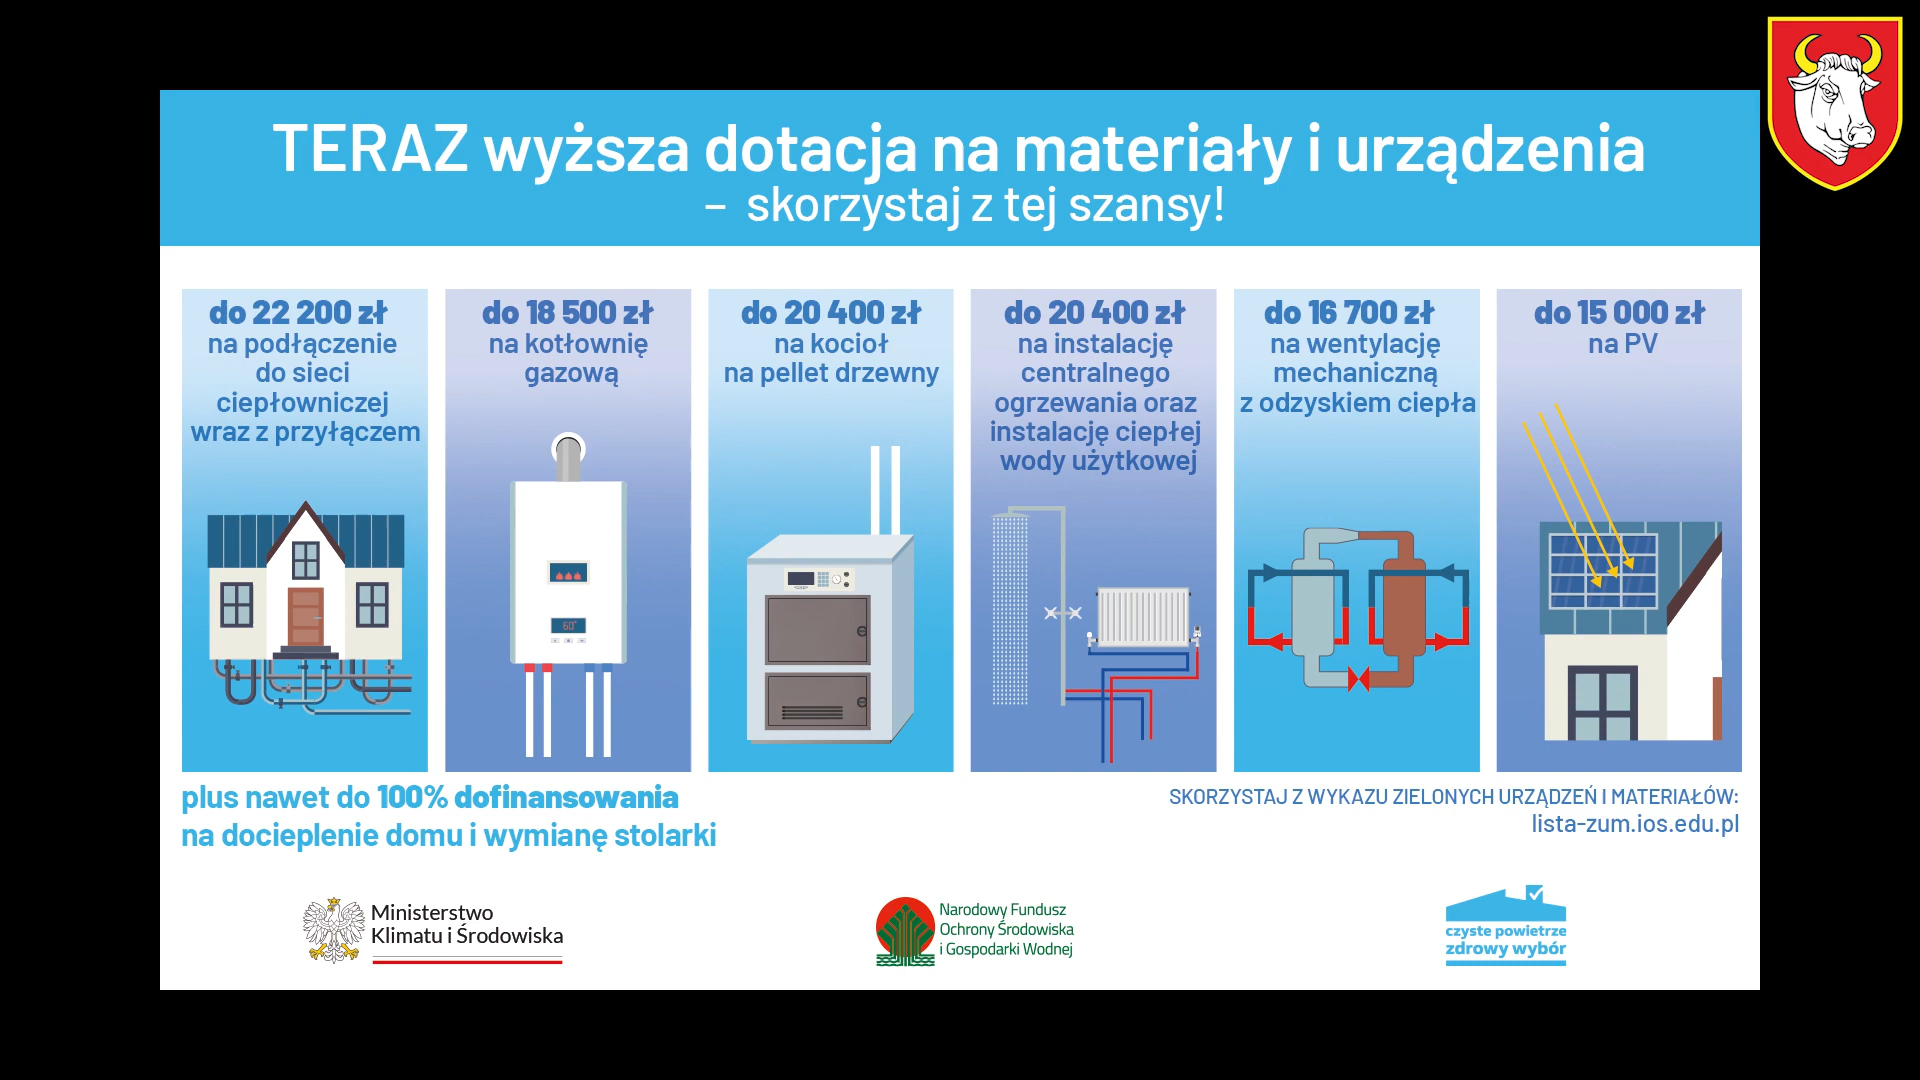 TERAZ wyższa dotacja na materiały i urządzenia
– skorzystaj z tej szansy!
do 22 200 zł
na podłączenie
do sieci
ciepłowniczej
wraz z przyłączem
do 18 500 zł
na kotłownię
gazową
do 20 400 zł
na kocioł
na pellet drzewny
do 20 400 zł
na instalację
centralnego
ogrzewania oraz
instalację ciepłej
wody użytkowej
do 16 700 zł
na wentylację
mechaniczną
z odzyskiem ciepła
do 15 000 zł
na PV
60°
plus nawet do 100% dofinansowania
na docieplenie domu i wymianę stolarki
SKORZYSTAJ Z WYKAZU ZIELONYCH URZĄDZEŃ I MATERIAŁÓW:
lista-zum.ios.edu.pl
Ministerstwo
Klimatu i Środowiska
Narodowy Fundusz
Ochrony Środowiska
i Gospodarki Wodnej
czyste powietrze
zdrowy wybór